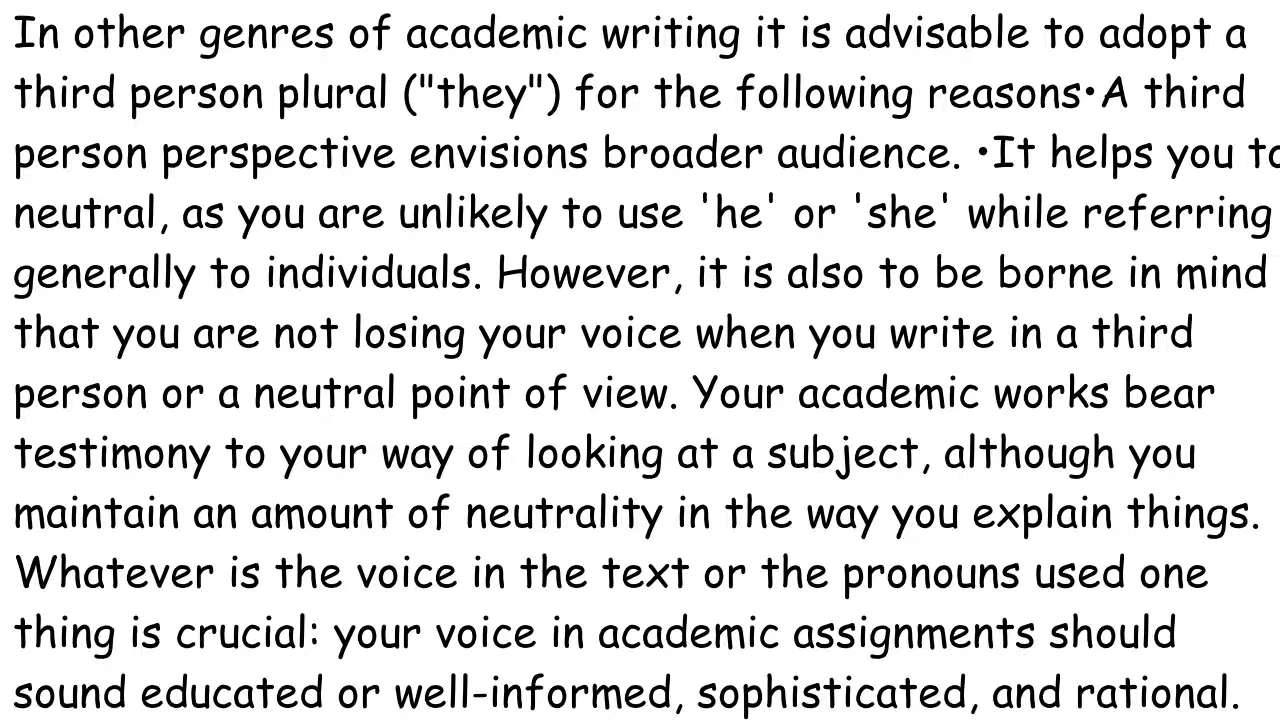 In other genres of academic writing it is advisable to adopt a
third person plural ("they") for the following reasons•A third
person perspective envisions broader audience. •It helps you to
neutral, as you are unlikely to use 'he' or 'she' while referring
generally to individuals. However, it is also to be borne in mind
that you are not losing your voice when you write in a third
person or a neutral point of view. Your academic works bear
testimony to your way of looking at a subject, although you
maintain an amount of neutrality in the way you explain things.
Whatever is the voice in the text or the pronouns used one
thing is crucial: your voice in academic assignments should
sound educated or well-informed, sophisticated, and rational.